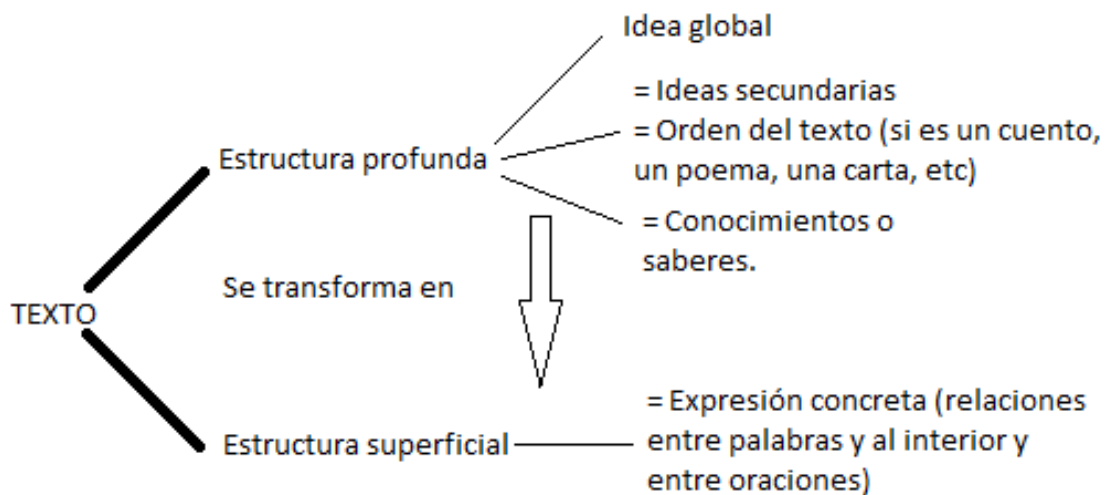 Idea global
= Ideas secundarias
= Orden del texto (si es un cuento,
un poema, una carta, etc)
Estructura profunda
= Conocimientos o
saberes.
Se transforma en
TEXTO
= Expresión concreta (relaciones
entre palabras y al interior y
entre oraciones)
Estructura superficial